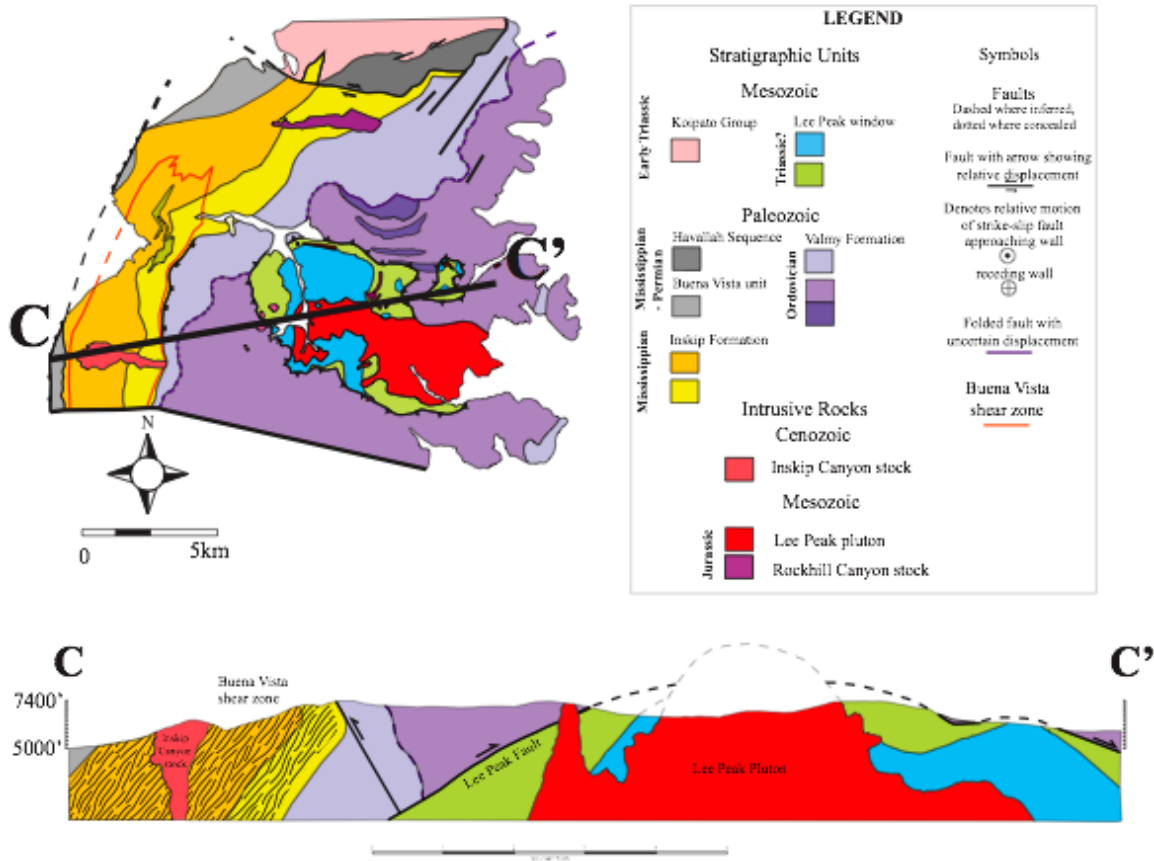 LEGEND
Stratigraphic Units
Symbols
Mesozoic
Early Triassic
Koipato Group
Triassic?
Lee Peak window
Faults
Dashed where inferred,
dotted where concealed
Fault with arrow showing
relative displacement
Paleozoic
Mississippian
- Permian
Havallah Sequence
Buena Vista unit
Ordovician
Valmy Formation
Denotes relative motion
of strike-slip fault
approaching wall
receding wall
Mississippian
Inskip Formation
Folded fault with
uncertain displacement
Buena Vista
shear zone
Intrusive Rocks
Cenozoic
Inskip Canyon stock
Mesozoic
Jurassic
Lee Peak pluton
Rockhill Canyon stock
C
C'
N
0
5km
C
C'
Buena Vista
shear zone
7400'
5000'
Inskip
Canyon
stock
Lee Peak Fault
Lee Peak Pluton